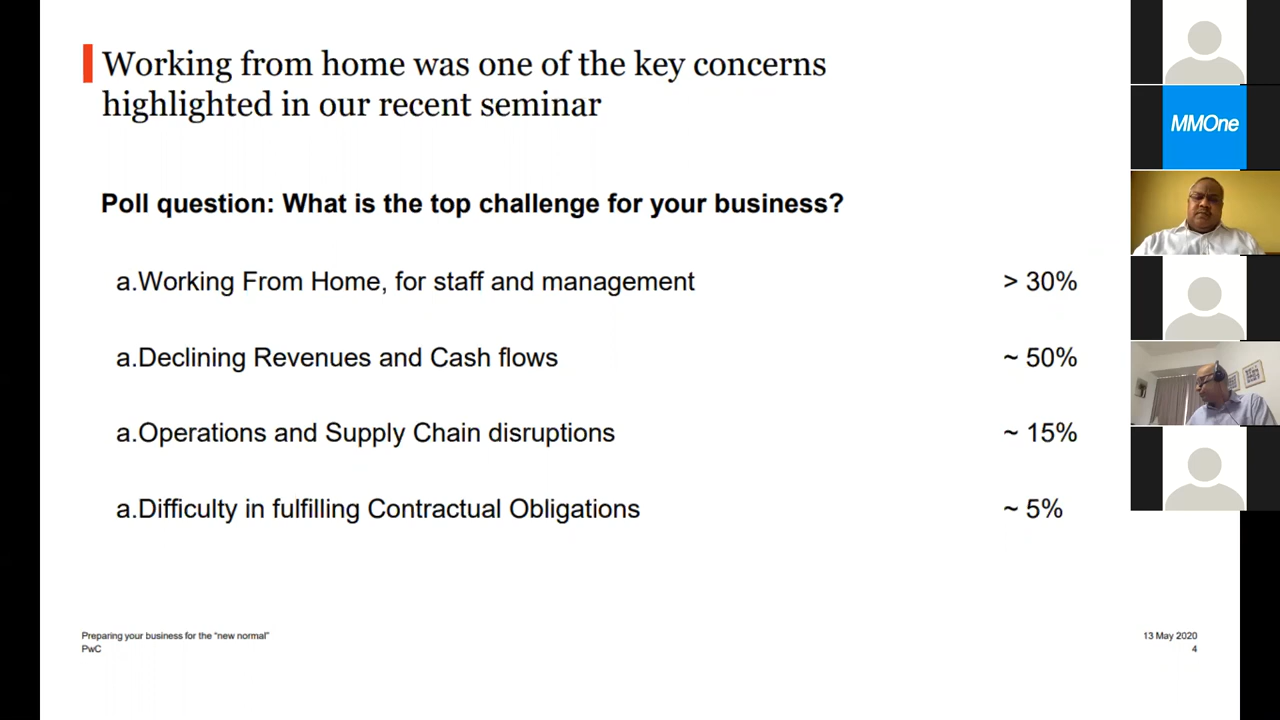 Working from home was one of the key concerns
highlighted in our recent seminar
Poll question: What is the top challenge for your business?
a.Working From Home, for staff and management > 30%
a.Declining Revenues and Cash flows ~ 50%
a.Operations and Supply Chain disruptions ~ 15%
a.Difficulty in fulfilling Contractual Obligations ~ 5%
Preparing your business for the “new normal” 13 May 2020
PwC 4
MMOne